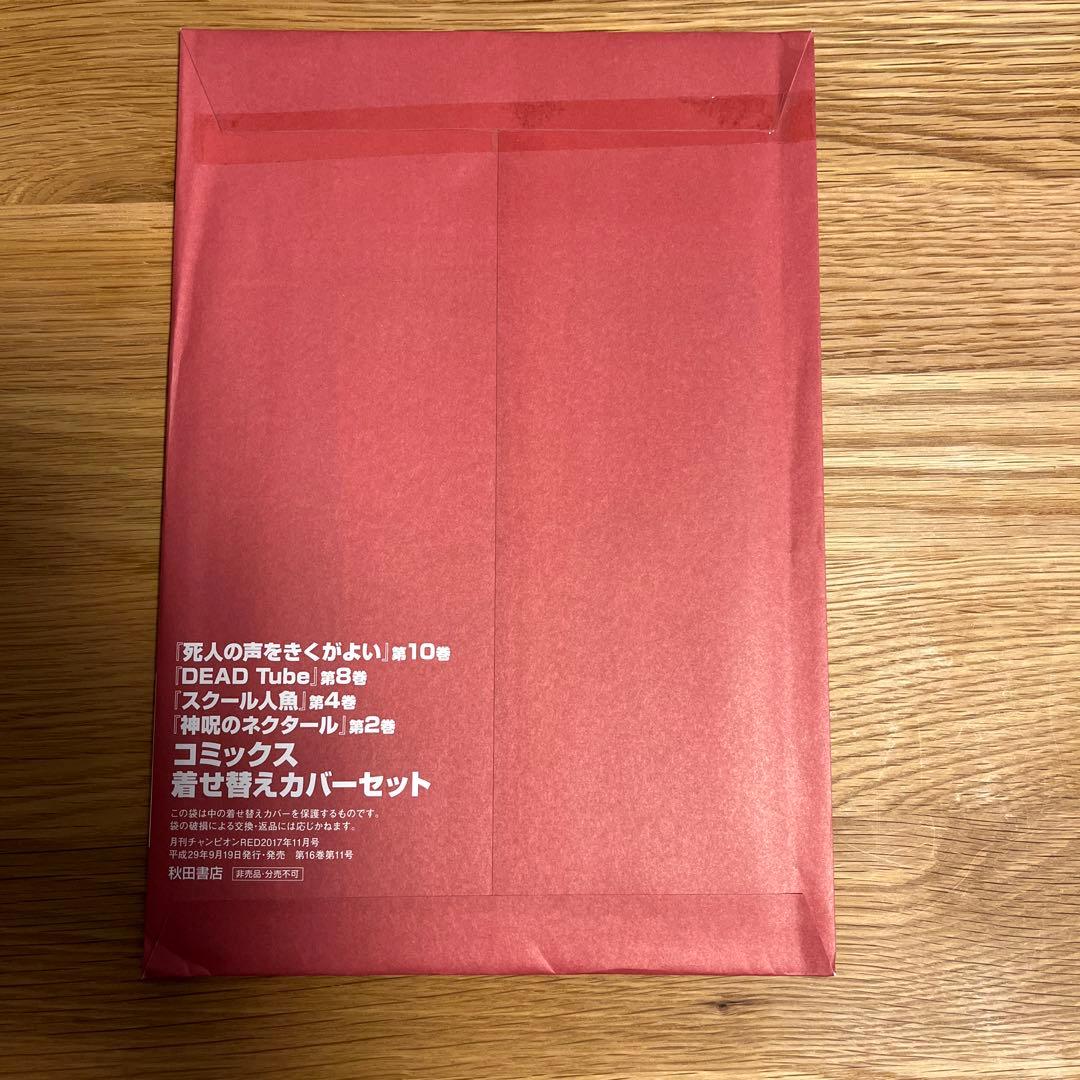 『死人の声をきくがよい』第10巻
『DEAD Tube』第8巻
『スクール人魚』第4巻
『神呪のネクタール』第2巻
コミックス
着せ替えカバーセット
この袋は中の着せ替えカバーを保護するものです。
袋の破損による交換・返品には応じかねます。
月刊チャンピオンRED2017年11月号
平成29年9月19日発行・発売　第16巻第11号
秋田書店 非売品・分売不可